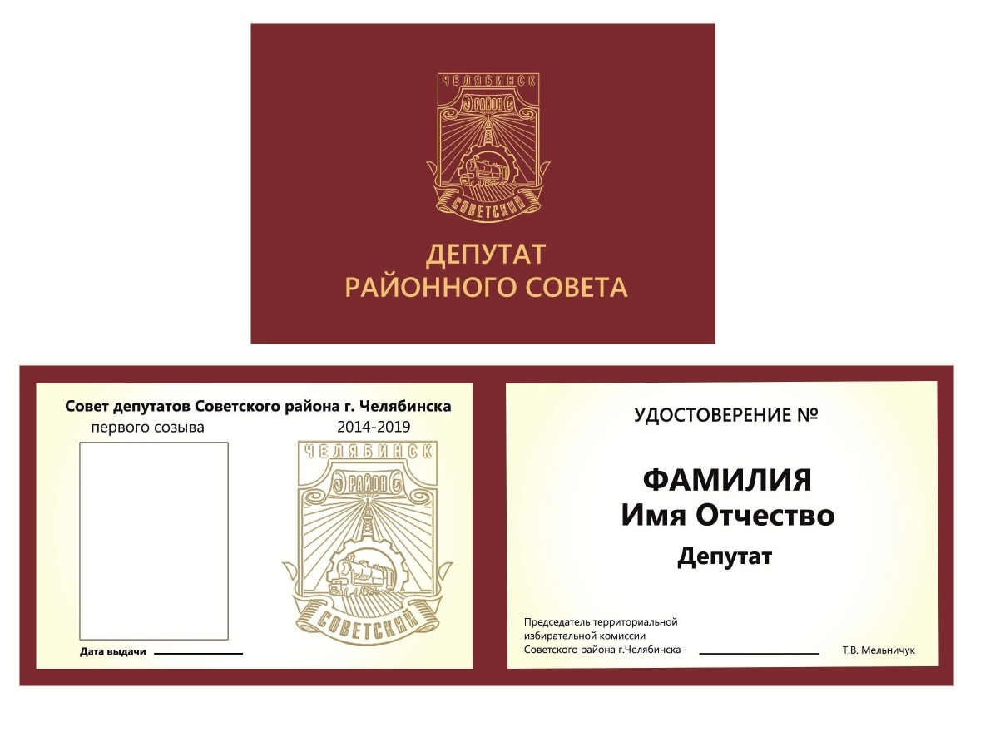 ЧЕЛЯБИНСК
РАЙОН
СОВЕТСКИЙ
ДЕПУТАТ
РАЙОННОГО СОВЕТА
Совет депутатов Советского района г. Челябинска
первого созыва 2014-2019
ЧЕЛЯБИНСК
РАЙОН
СОВЕТСКИЙ
Дата выдачи
УДОСТОВЕРЕНИЕ №
ФАМИЛИЯ
Имя Отчество
Депутат
Председатель территориальной
избирательной комиссии
Советского района г.Челябинска Т.В. Мельничук